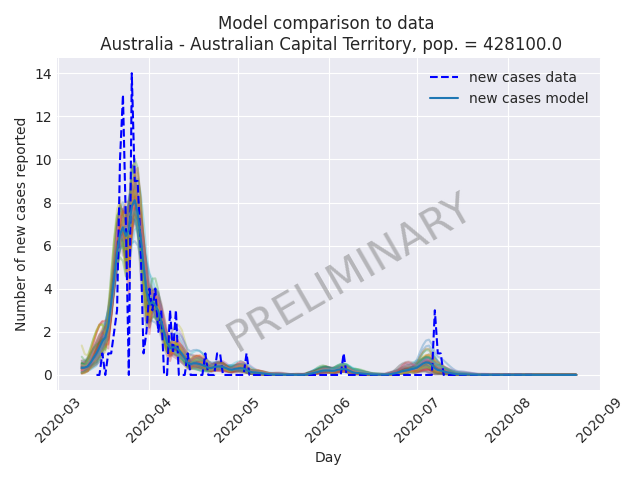 Model comparison to data
Australia - Australian Capital Territory, pop. = 428100.0
new cases data
new cases model
14
12
10
8
6
4
2
0
Number of new cases reported
PRELIMINARY
2020-03
2020-04
2020-05
2020-06
2020-07
2020-08
2020-09
Day